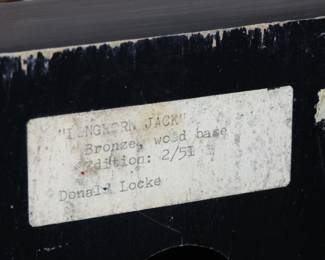 "LONGHORN JACK"
Bronze, wood base
Edition: 2/51
Donald Locke